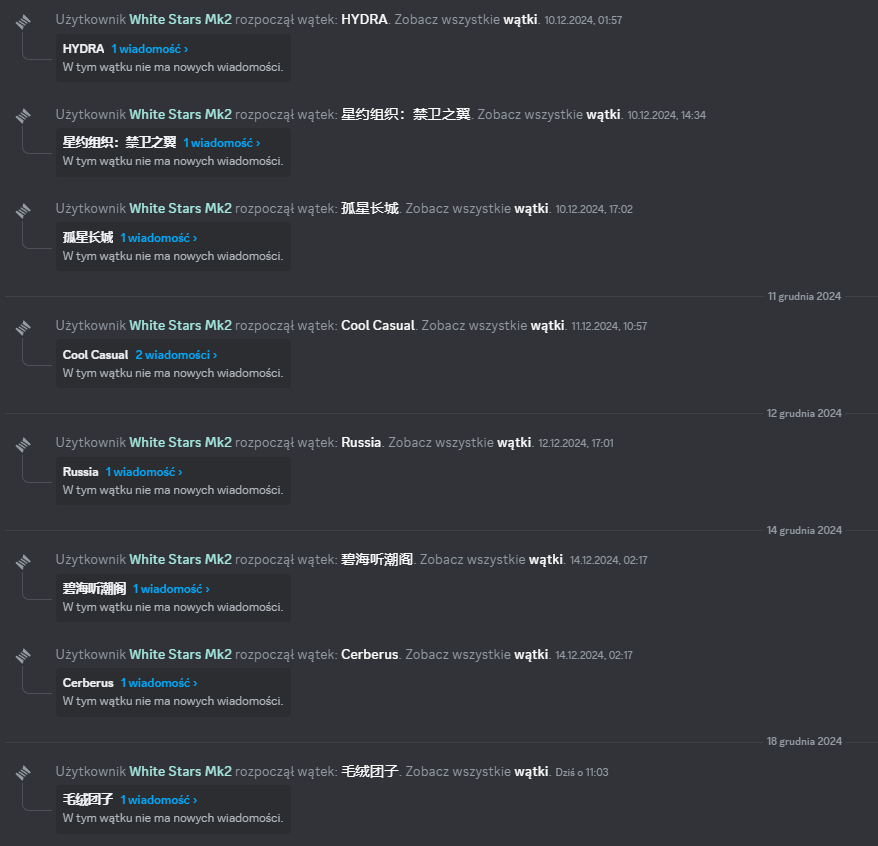 Użytkownik White Stars Mk2 rozpoczął wątek: HYDRA. Zobacz wszystkie wątki. 10.12.2024, 01:57
HYDRA 1 wiadomość ›
W tym wątku nie ma nowych wiadomości.
Użytkownik White Stars Mk2 rozpoczął wątek: 星约组织：禁卫之翼. Zobacz wszystkie wątki. 10.12.2024, 14:34
星约组织：禁卫之翼 1 wiadomość ›
W tym wątku nie ma nowych wiadomości.
Użytkownik White Stars Mk2 rozpoczął wątek: 孤星长城. Zobacz wszystkie wątki. 10.12.2024, 17:02
孤星长城 1 wiadomość ›
W tym wątku nie ma nowych wiadomości.
11 grudnia 2024
Użytkownik White Stars Mk2 rozpoczął wątek: Cool Casual. Zobacz wszystkie wątki. 11.12.2024, 10:57
Cool Casual 2 wiadomości ›
W tym wątku nie ma nowych wiadomości.
12 grudnia 2024
Użytkownik White Stars Mk2 rozpoczął wątek: Russia. Zobacz wszystkie wątki. 12.12.2024, 17:01
Russia 1 wiadomość ›
W tym wątku nie ma nowych wiadomości.
14 grudnia 2024
Użytkownik White Stars Mk2 rozpoczął wątek: 碧海听潮阁. Zobacz wszystkie wątki. 14.12.2024, 02:17
碧海听潮阁 1 wiadomość ›
W tym wątku nie ma nowych wiadomości.
Użytkownik White Stars Mk2 rozpoczął wątek: Cerberus. Zobacz wszystkie wątki. 14.12.2024, 02:17
Cerberus 1 wiadomość ›
W tym wątku nie ma nowych wiadomości.
18 grudnia 2024
Użytkownik White Stars Mk2 rozpoczął wątek: 毛绒团子. Zobacz wszystkie wątki. Dziś o 11:03
毛绒团子 1 wiadomość ›
W tym wątku nie ma nowych wiadomości.